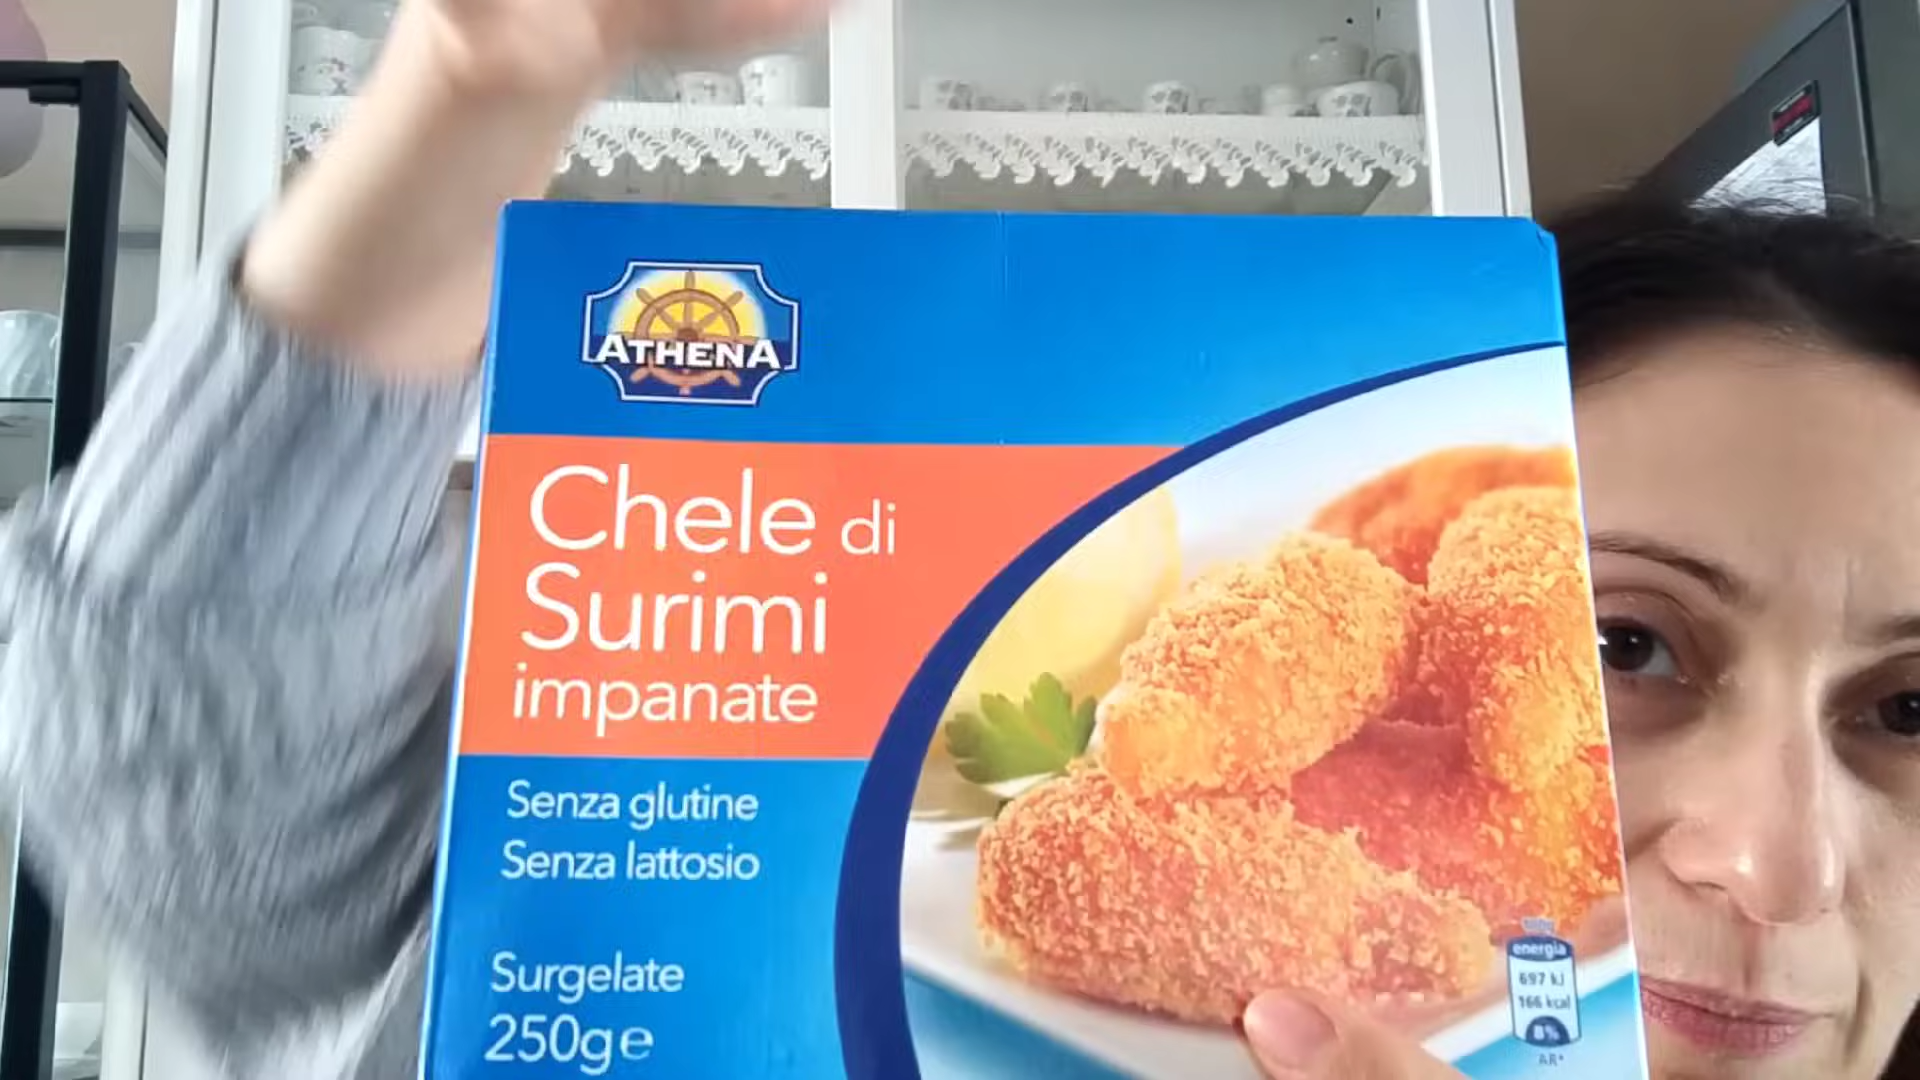 ATHENA
Chele di
Surimi
impanate
Senza glutine
Senza lattosio
Surgelate
250g e
energia
697 kJ
166 kcal
8%
AR*